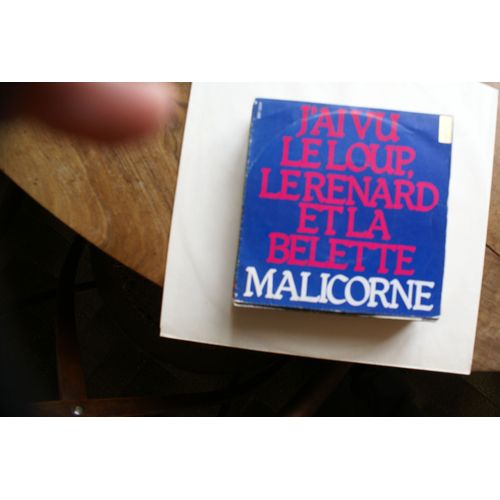 J'AI VU
LE LOUP,
LE RENARD
ET LA
BELETTE
MALICORNE